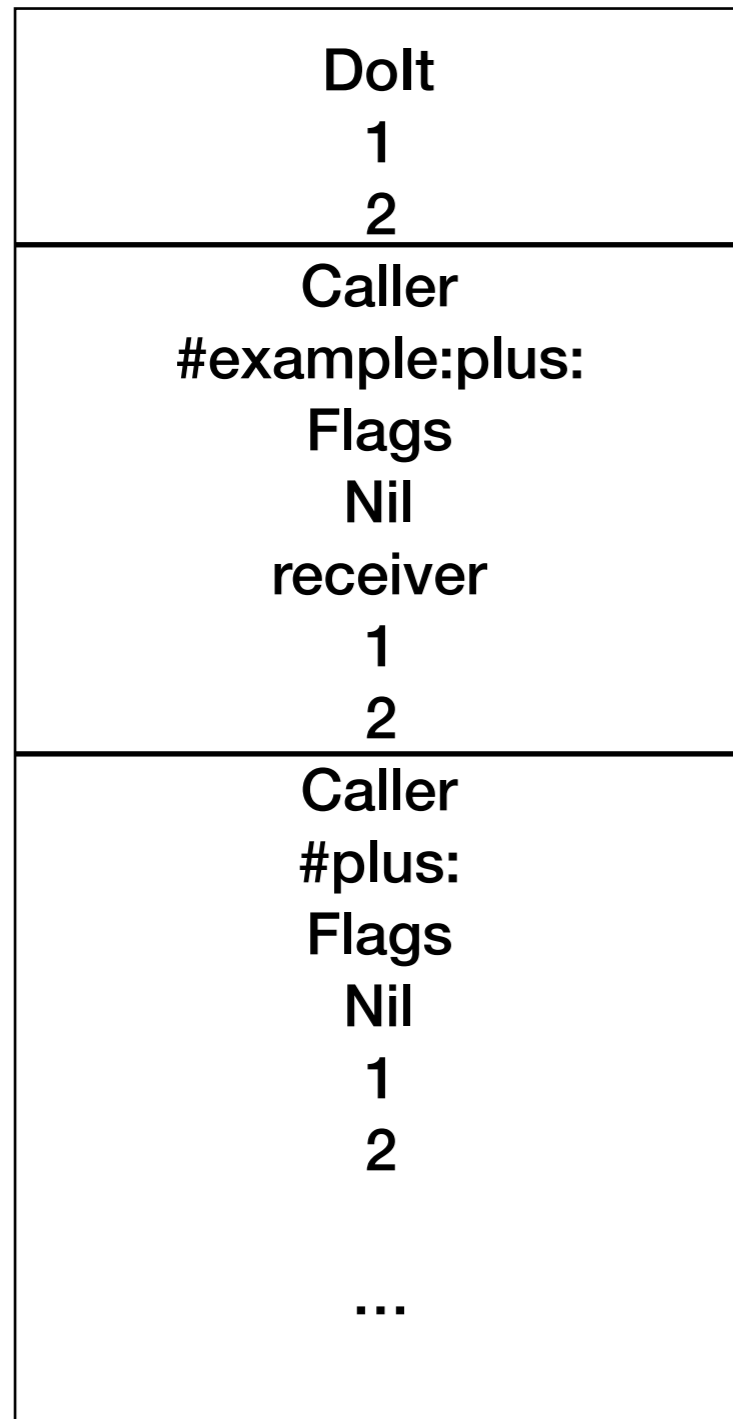 DoIt
1
2
Caller
#example:plus:
Flags
Nil
receiver
1
2
Caller
#plus:
Flags
Nil
1
2
...